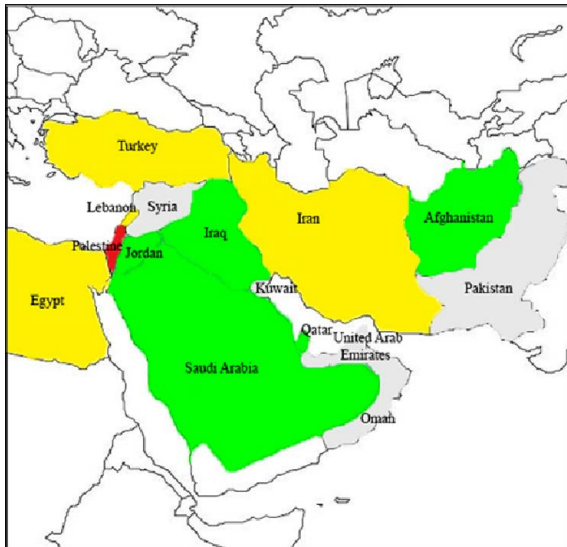 Turkey
Lebanon
Syria
Iran
Afghanistan
Palestine
Jordan
Iraq
Egypt
Kuwait
Pakistan
Qatar
United Arab
Emirates
Saudi Arabia
Oman